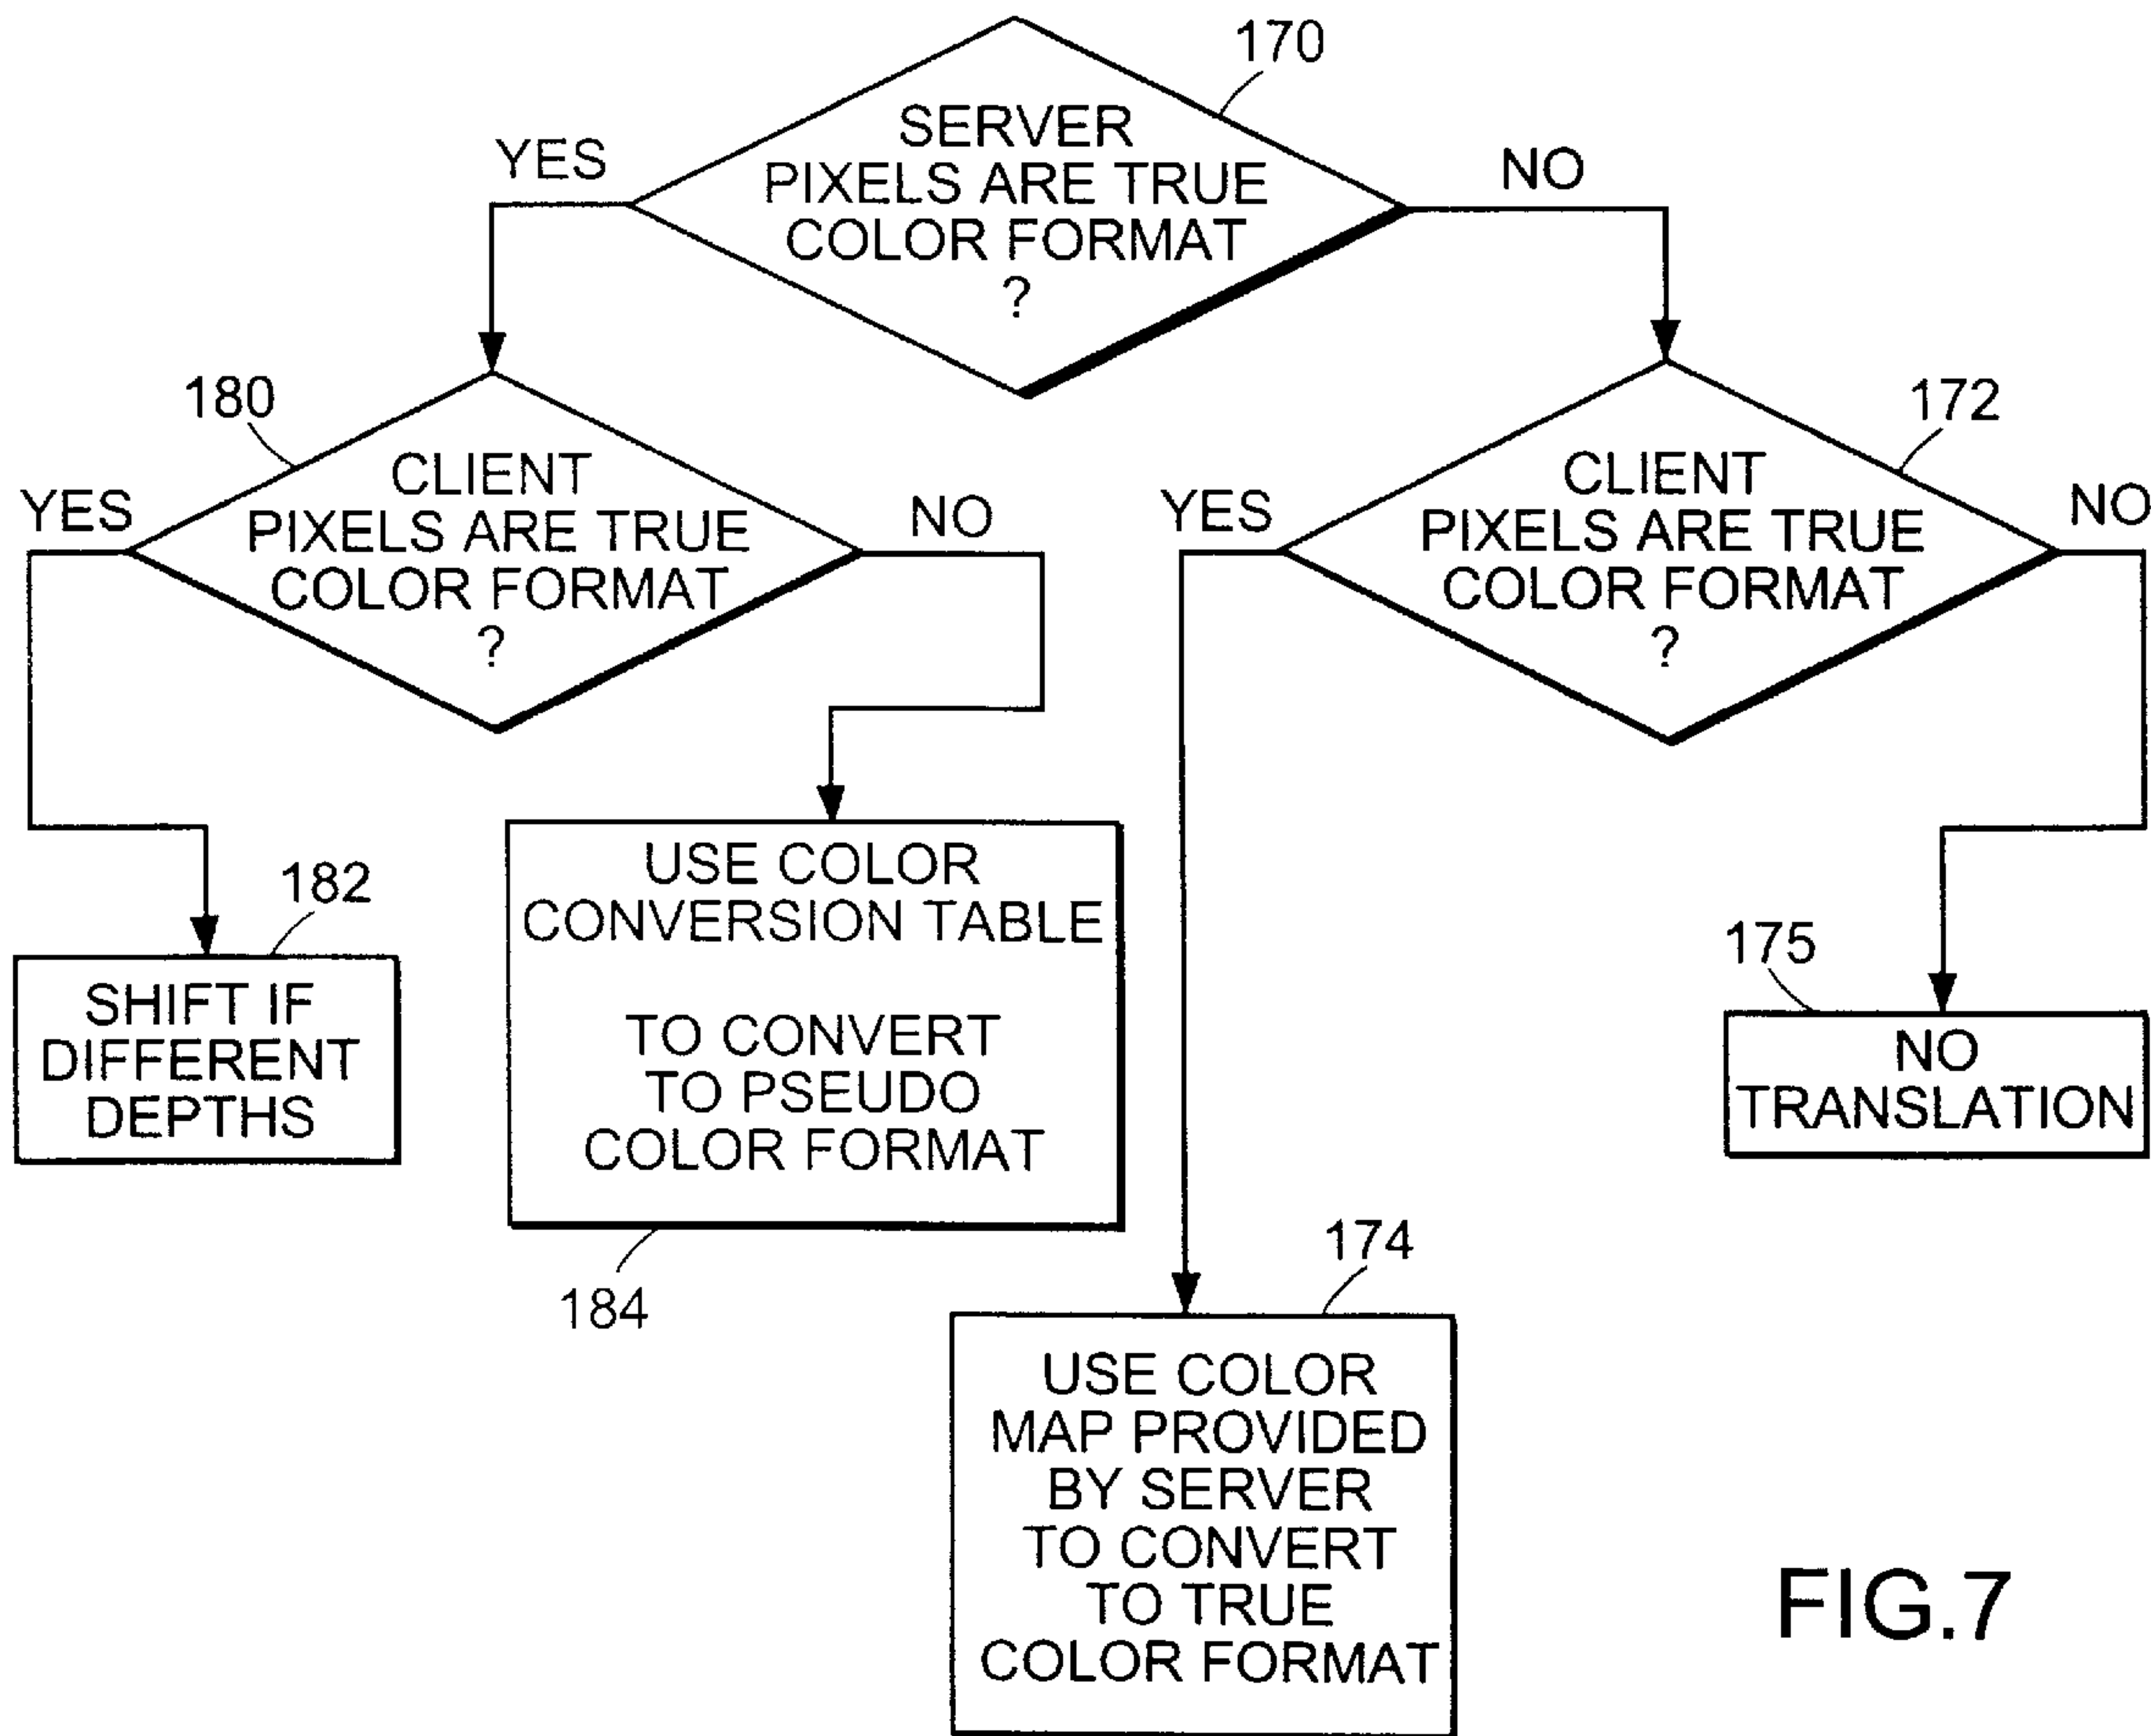 170
SERVER
PIXELS ARE TRUE
COLOR FORMAT
?
YES
NO
180
CLIENT
PIXELS ARE TRUE
COLOR FORMAT
?
YES
NO
172
CLIENT
PIXELS ARE TRUE
COLOR FORMAT
?
YES
NO
182
SHIFT IF
DIFFERENT
DEPTHS
USE COLOR
CONVERSION TABLE
TO CONVERT
TO PSEUDO
COLOR FORMAT
184
175
NO
TRANSLATION
174
USE COLOR
MAP PROVIDED
BY SERVER
TO CONVERT
TO TRUE
COLOR FORMAT
FIG.7